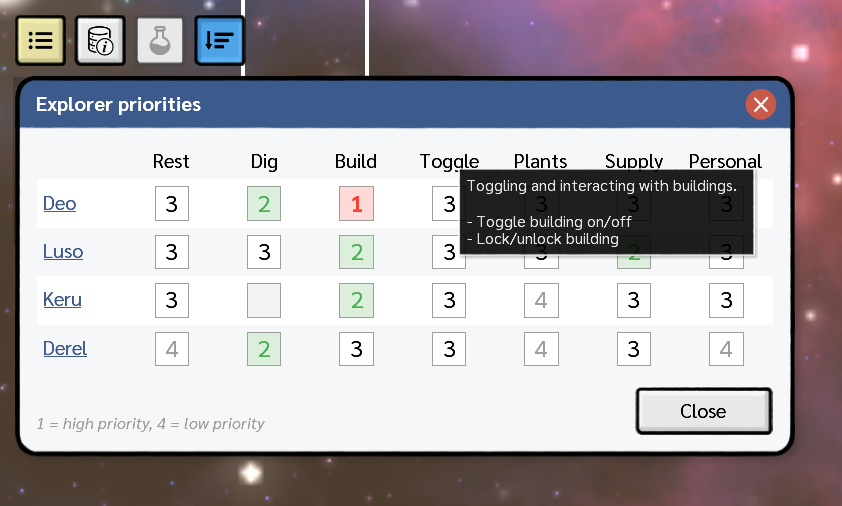 Explorer priorities
Rest Dig Build Toggle Plants Supply Personal
Toggling and interacting with buildings.
- Toggle building on/off
- Lock/unlock building
Deo 3 2 1 3 3 3 3
Luso 3 3 2 3 3 2 3
Keru 3 2 3 4 3 3
Derel 4 2 3 3 4 3 4
1 = high priority, 4 = low priority
Close